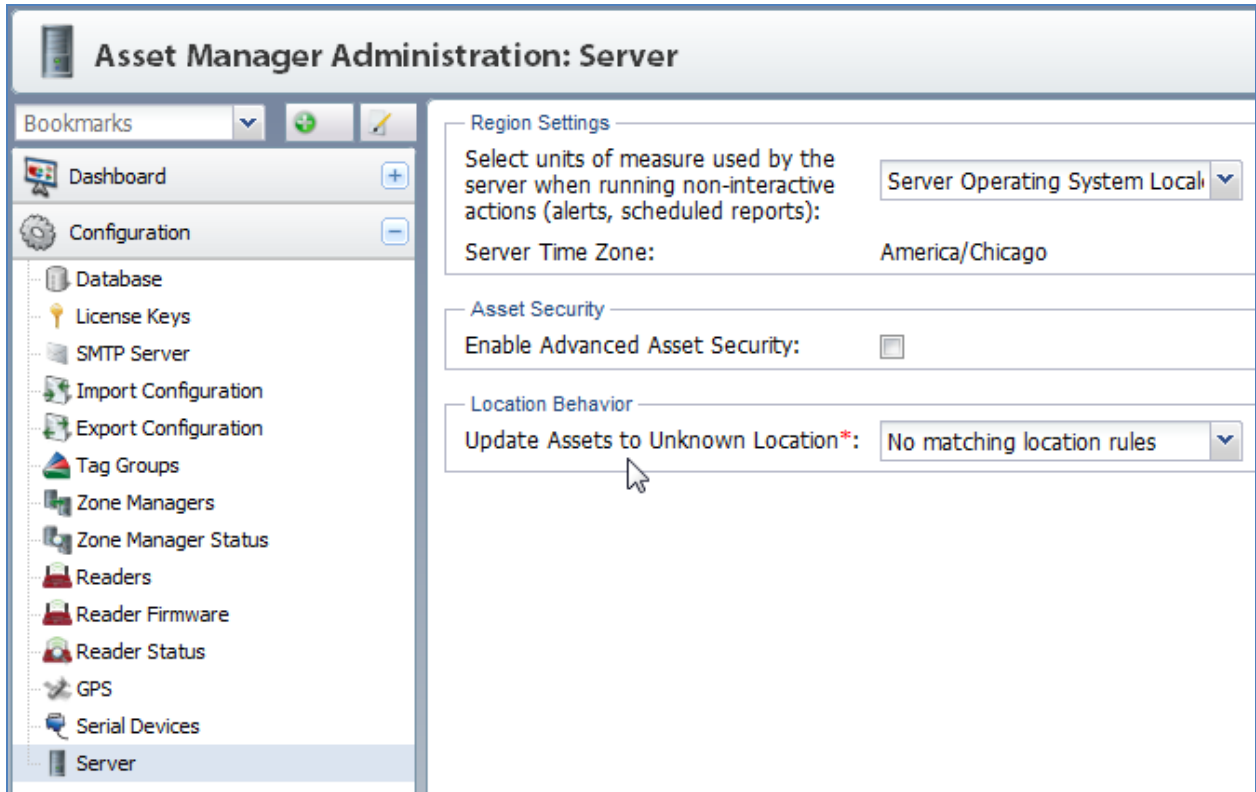 Asset Manager Administration: Server
Bookmarks
Dashboard
Configuration
Database
License Keys
SMTP Server
Import Configuration
Export Configuration
Tag Groups
Zone Managers
Zone Manager Status
Readers
Reader Firmware
Reader Status
GPS
Serial Devices
Server
Region Settings
Select units of measure used by the
server when running non-interactive
actions (alerts, scheduled reports):
Server Operating System Local
Server Time Zone: America/Chicago
Asset Security
Enable Advanced Asset Security:
Location Behavior
Update Assets to Unknown Location*: No matching location rules